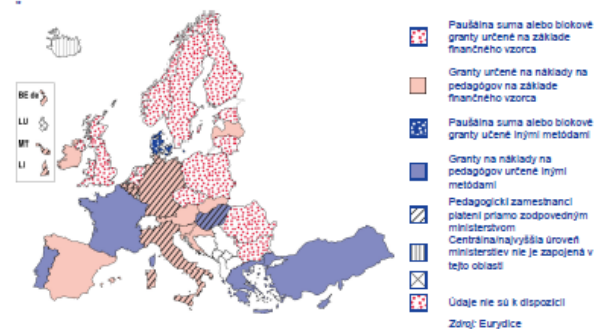 BE de
LU
MT
LI
Paušálna suma alebo blokové
granty určené na základe
finančného vzorca
Granty určené na náklady na
pedagógov na základe
finančného vzorca
Paušálna suma alebo blokové
granty učené inými metódami
Granty na náklady na
pedagógov určené inými
metódami
Pedagogickí zamestnanci
platení priamo zodpovedným
ministerstvom
Centrálna/najvyššia úroveň
ministerstiev nie je zapojená v
tejto oblasti
Údaje nie sú k dispozícii
Zdroj: Eurydice